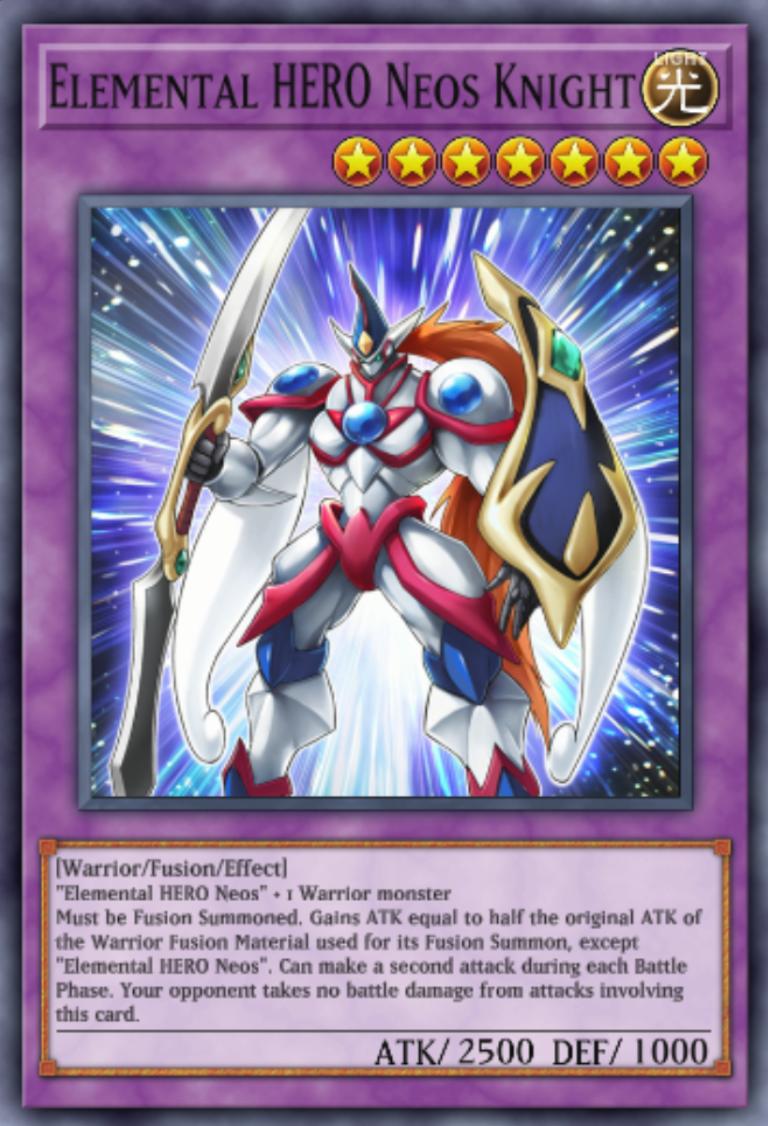 Elemental HERO Neos Knight
LIGHT
光
[Warrior/Fusion/Effect]
"Elemental HERO Neos" + 1 Warrior monster
Must be Fusion Summoned. Gains ATK equal to half the original ATK of
the Warrior Fusion Material used for its Fusion Summon, except
"Elemental HERO Neos". Can make a second attack during each Battle
Phase. Your opponent takes no battle damage from attacks involving
this card.
ATK/ 2500 DEF/ 1000